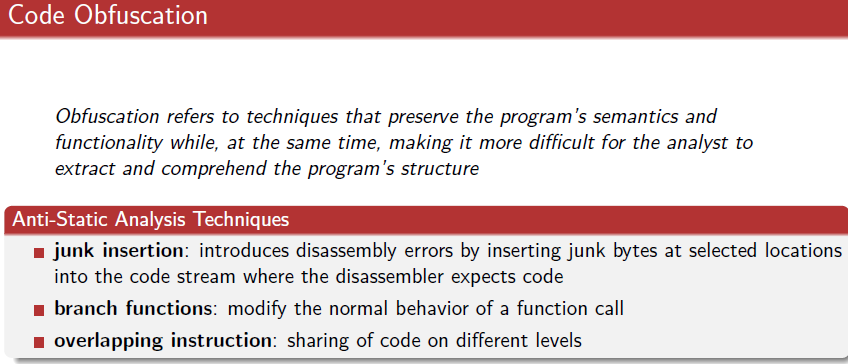 Code Obfuscation
Obfuscation refers to techniques that preserve the program's semantics and
functionality while, at the same time, making it more difficult for the analyst to
extract and comprehend the program's structure
Anti-Static Analysis Techniques
junk insertion: introduces disassembly errors by inserting junk bytes at selected locations
into the code stream where the disassembler expects code
branch functions: modify the normal behavior of a function call
overlapping instruction: sharing of code on different levels